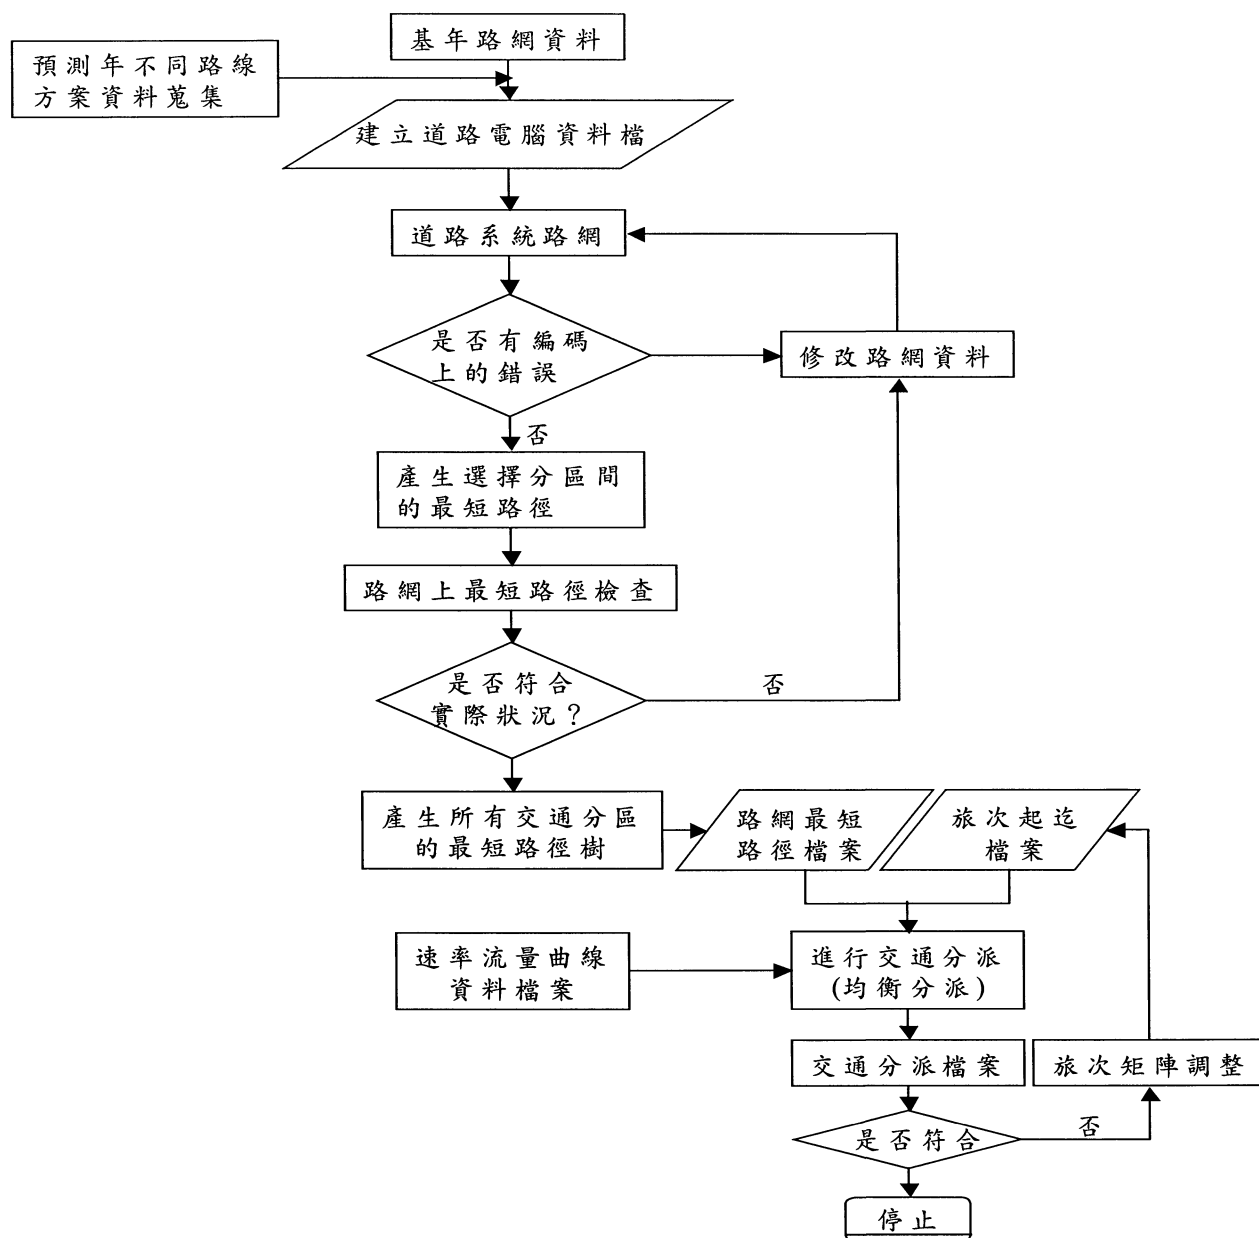 基年路網資料
預測年不同路線
方案資料蒐集
建立道路電腦資料檔
道路系統路網
是否有編碼
上的錯誤
修改路網資料
否
產生選擇分區間
的最短路徑
路網上最短路徑檢查
是否符合
實際狀況?
否
產生所有交通分區
的最短路徑樹
路網最短
路徑檔案
旅次起迄
檔案
速率流量曲線
資料檔案
進行交通分派
(均衡分派)
交通分派檔案
旅次矩陣調整
是否符合
否
停止